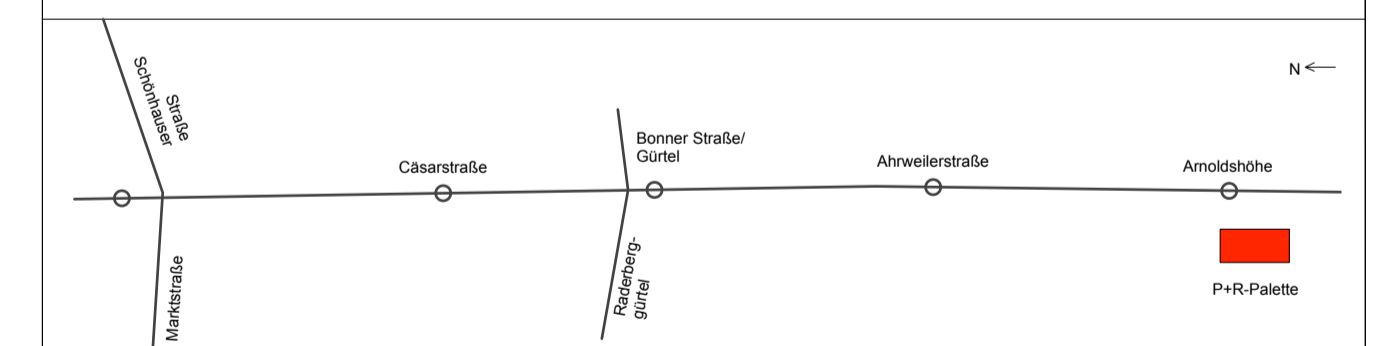 N
Schönhauser
Straße
Bonner Straße/
Gürtel
Cäsarstraße
Ahrweilerstraße
Arnoldshöhe
Marktstraße
Raderberg-
gürtel
P+R-Palette